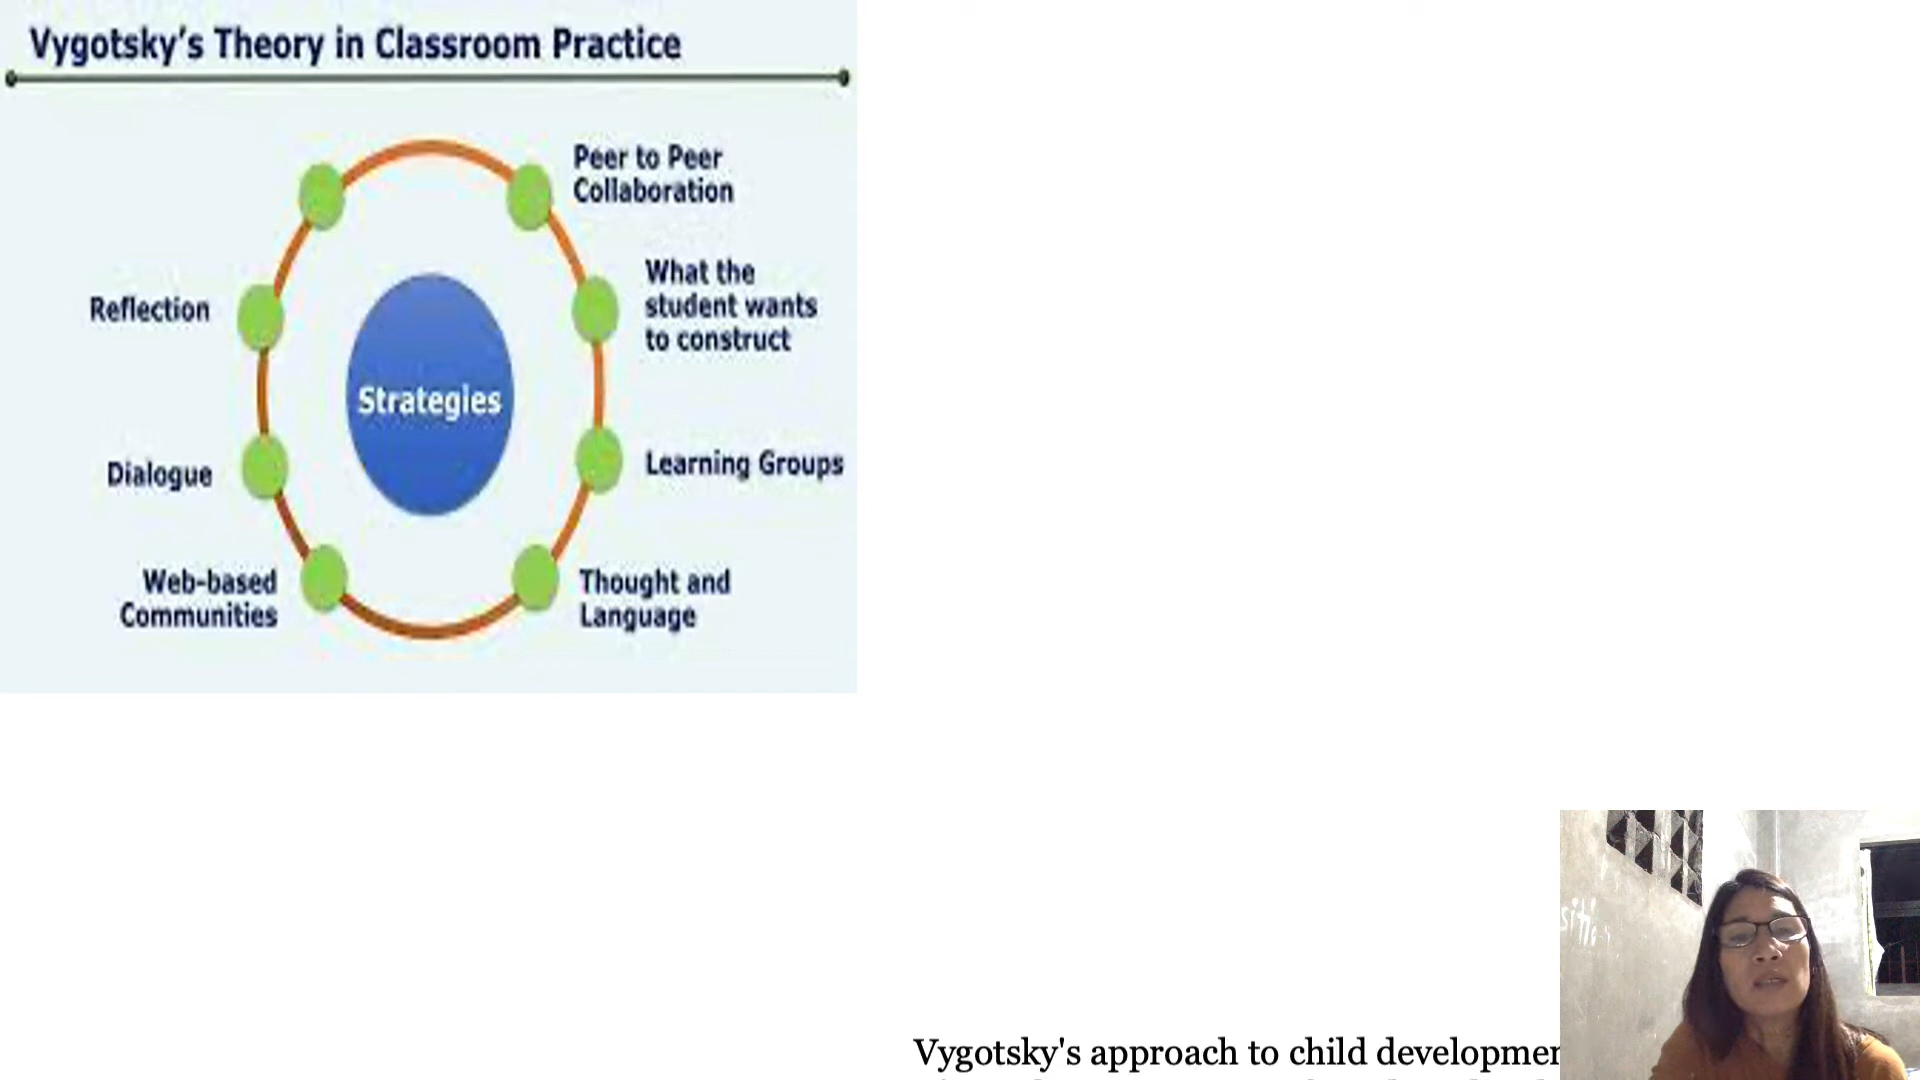 Vygotsky's Theory in Classroom Practice
Peer to Peer
Collaboration
What the
student wants
to construct
Reflection
Strategies
Learning Groups
Dialogue
Web-based
Communities
Thought and
Language
Vygotsky's approach to child developmen